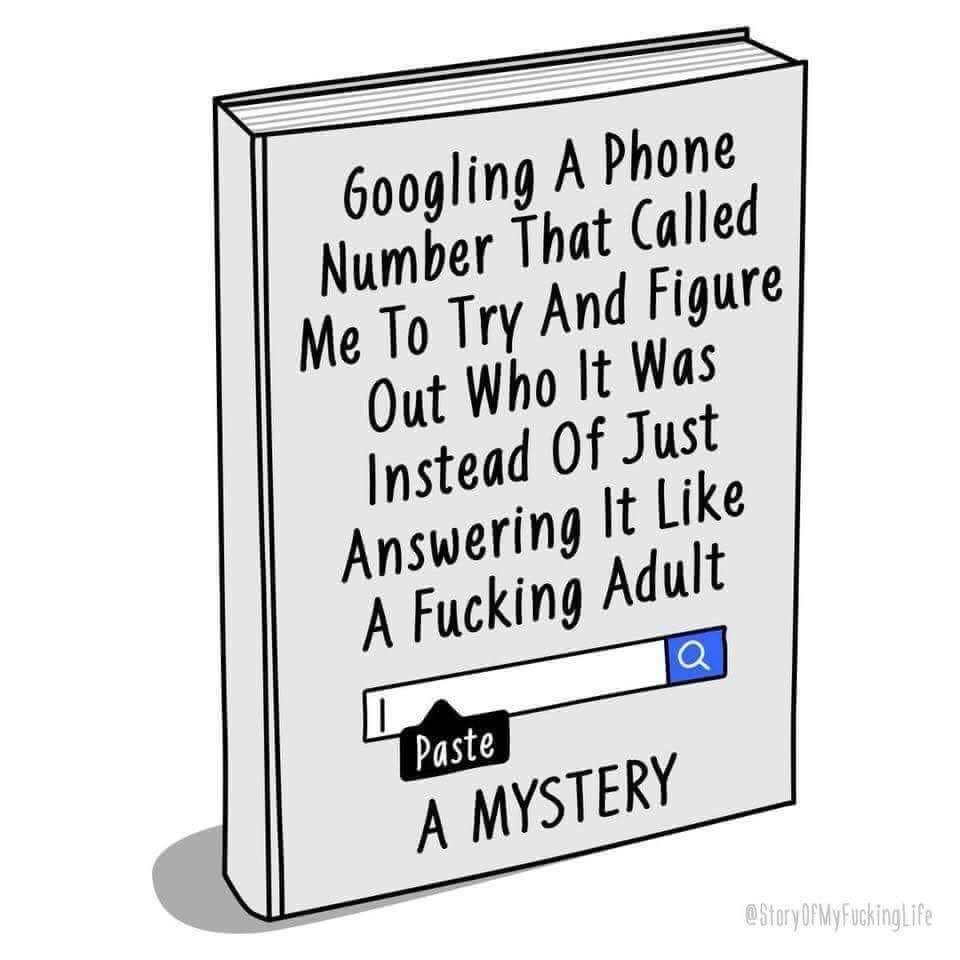 Googling A Phone
Number That Called
Me To Try And Figure
Out Who It Was
Instead Of Just
Answering It Like
A Fucking Adult
Paste
A MYSTERY
@StoryOfMyFuckingLife